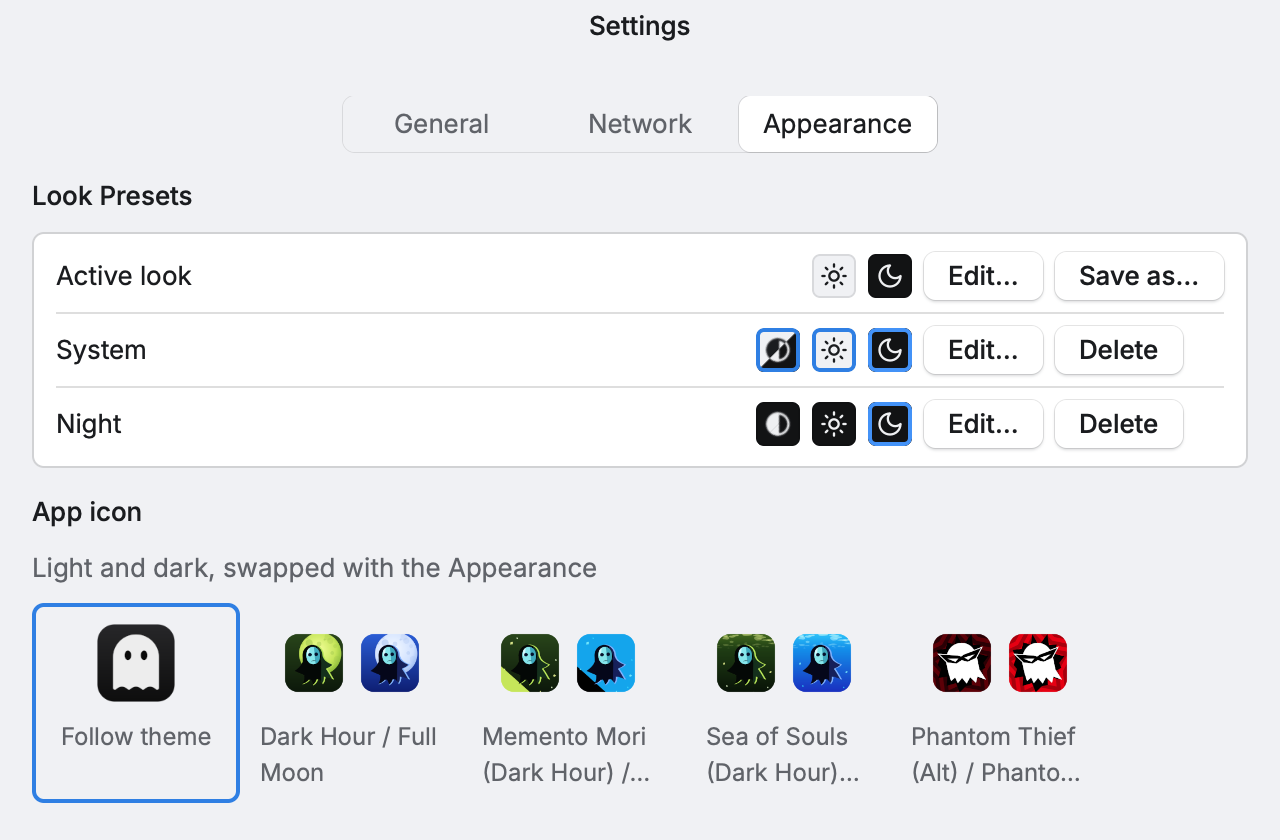 Settings
General Network Appearance
Look Presets
Active look Edit... Save as...
System Edit... Delete
Night Edit... Delete
App icon
Light and dark, swapped with the Appearance
Follow theme
Dark Hour / Full
Moon
Memento Mori
(Dark Hour) /...
Sea of Souls
(Dark Hour)...
Phantom Thief
(Alt) / Phanto...